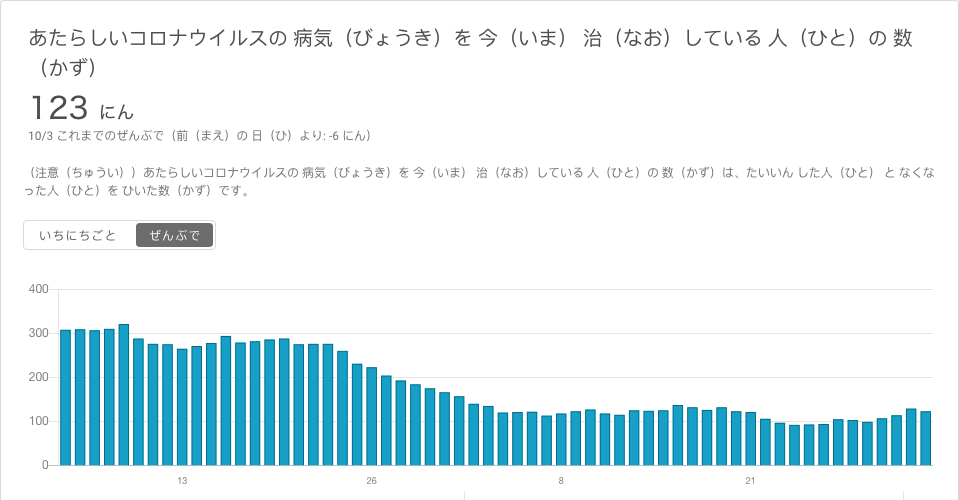 あたらしいコロナウイルスの 病気（びょうき）を 今（いま） 治（なお）している 人（ひと）の 数
（かず）
123 にん
10/3 これまでのぜんぶで（前（まえ）の 日（ひ）より: -6 にん）
（注意（ちゅうい））あたらしいコロナウイルスの 病気（びょうき）を 今（いま） 治（なお）している 人（ひと）の 数（かず）は、たいいん した人（ひと） と なくな
った人（ひと）を ひいた数（かず）です。
いちにちごと ぜんぶで
400
300
200
100
0
13 26 8 21